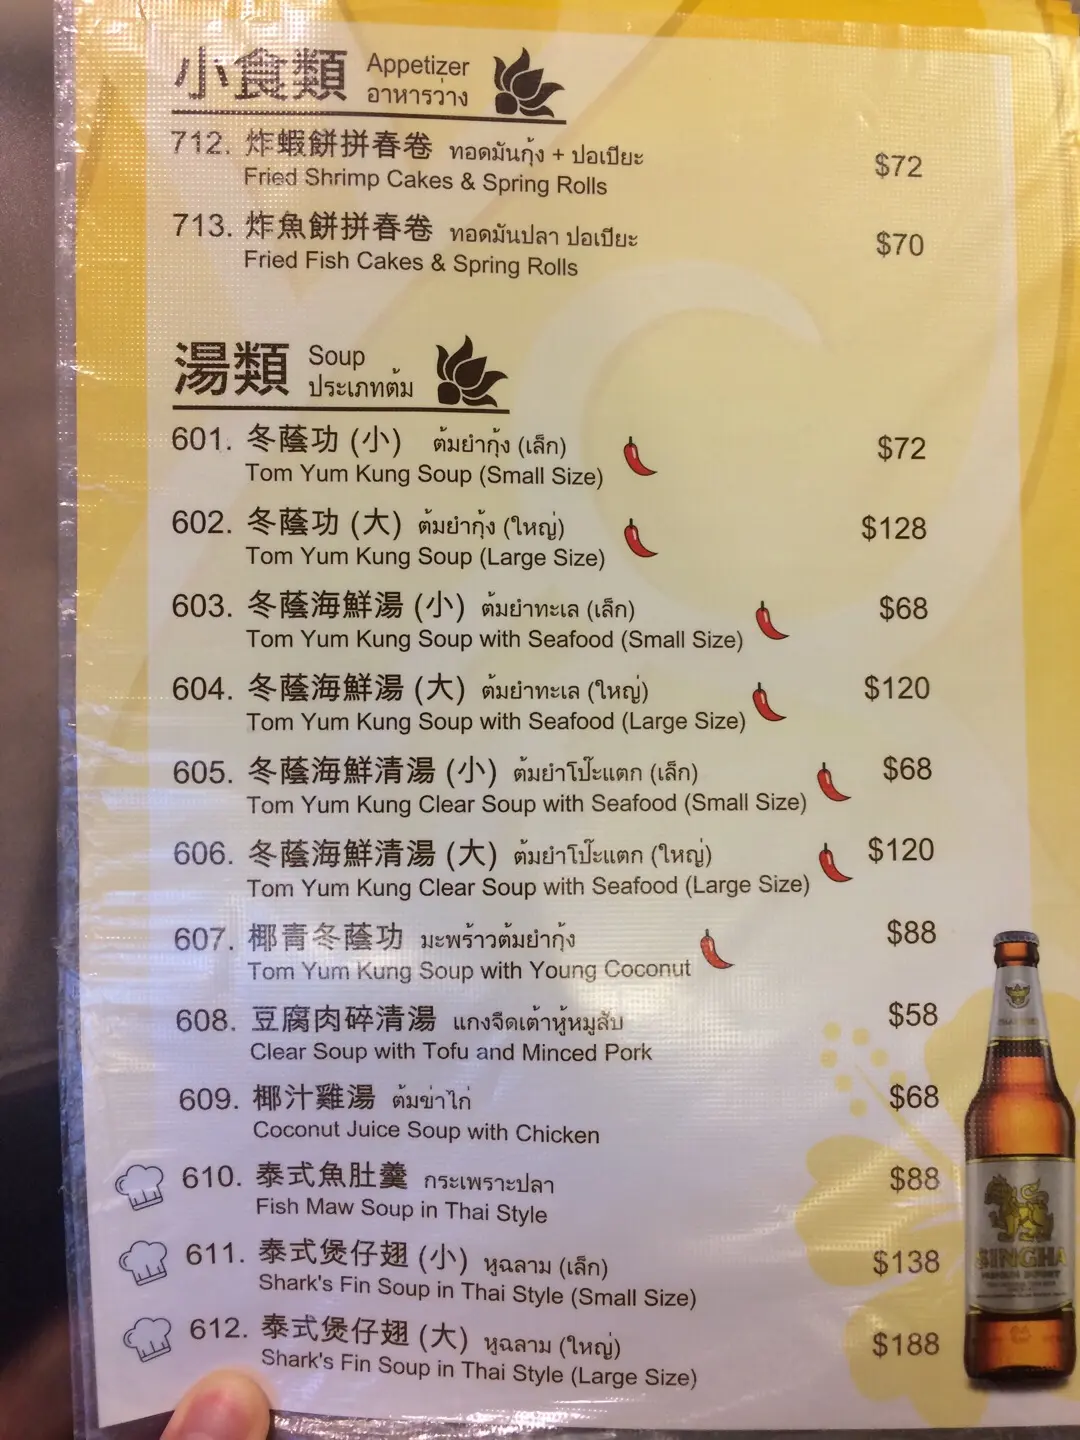 小食類 Appetizer
อาหารว่าง
712. 炸蝦餅拼春卷 ทอดมันกุ้ง + ปอเปียะ $72
Fried Shrimp Cakes & Spring Rolls
713. 炸魚餅拼春卷 ทอดมันปลา ปอเปียะ $70
Fried Fish Cakes & Spring Rolls
湯類 Soup
ประเภทต้ม
601. 冬蔭功 (小) ต้มยำกุ้ง (เล็ก) $72
Tom Yum Kung Soup (Small Size)
602. 冬蔭功 (大) ต้มยำกุ้ง (ใหญ่) $128
Tom Yum Kung Soup (Large Size)
603. 冬蔭海鮮湯 (小) ต้มยำทะเล (เล็ก) $68
Tom Yum Kung Soup with Seafood (Small Size)
604. 冬蔭海鮮湯 (大) ต้มยำทะเล (ใหญ่) $120
Tom Yum Kung Soup with Seafood (Large Size)
605. 冬蔭海鮮清湯 (小) ต้มยำโป๊ะแตก (เล็ก) $68
Tom Yum Kung Clear Soup with Seafood (Small Size)
606. 冬蔭海鮮清湯 (大) ต้มยำโป๊ะแตก (ใหญ่) $120
Tom Yum Kung Clear Soup with Seafood (Large Size)
607. 椰青冬蔭功 มะพร้าวต้มยำกุ้ง $88
Tom Yum Kung Soup with Young Coconut
608. 豆腐肉碎清湯 แกงจืดเต้าหู้หมูสับ $58
Clear Soup with Tofu and Minced Pork
609. 椰汁雞湯 ต้มข่าไก่ $68
Coconut Juice Soup with Chicken
610. 泰式魚肚羹 กระเพราะปลา $88
Fish Maw Soup in Thai Style
611. 泰式煲仔翅 (小) หูฉลาม (เล็ก) $138
Shark's Fin Soup in Thai Style (Small Size)
612. 泰式煲仔翅 (大) หูฉลาม (ใหญ่) $188
Shark's Fin Soup in Thai Style (Large Size)
SINGHA